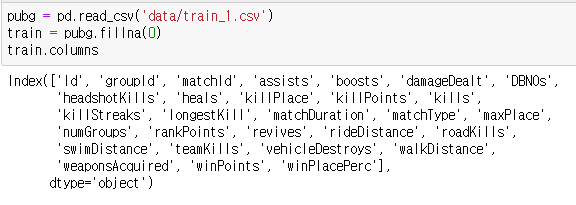 pubg = pd.read_csv('data/train_1.csv')
train = pubg.fillna(0)
train.columns
Index(['Id', 'groupId', 'matchId', 'assists', 'boosts', 'damageDealt', 'DBNOs',
'headshotKills', 'heals', 'killPlace', 'killPoints', 'kills',
'killStreaks', 'longestKill', 'matchDuration', 'matchType', 'maxPlace',
'numGroups', 'rankPoints', 'revives', 'rideDistance', 'roadKills',
'swimDistance', 'teamKills', 'vehicleDestroys', 'walkDistance',
'weaponsAcquired', 'winPoints', 'winPlacePerc'],
dtype='object')